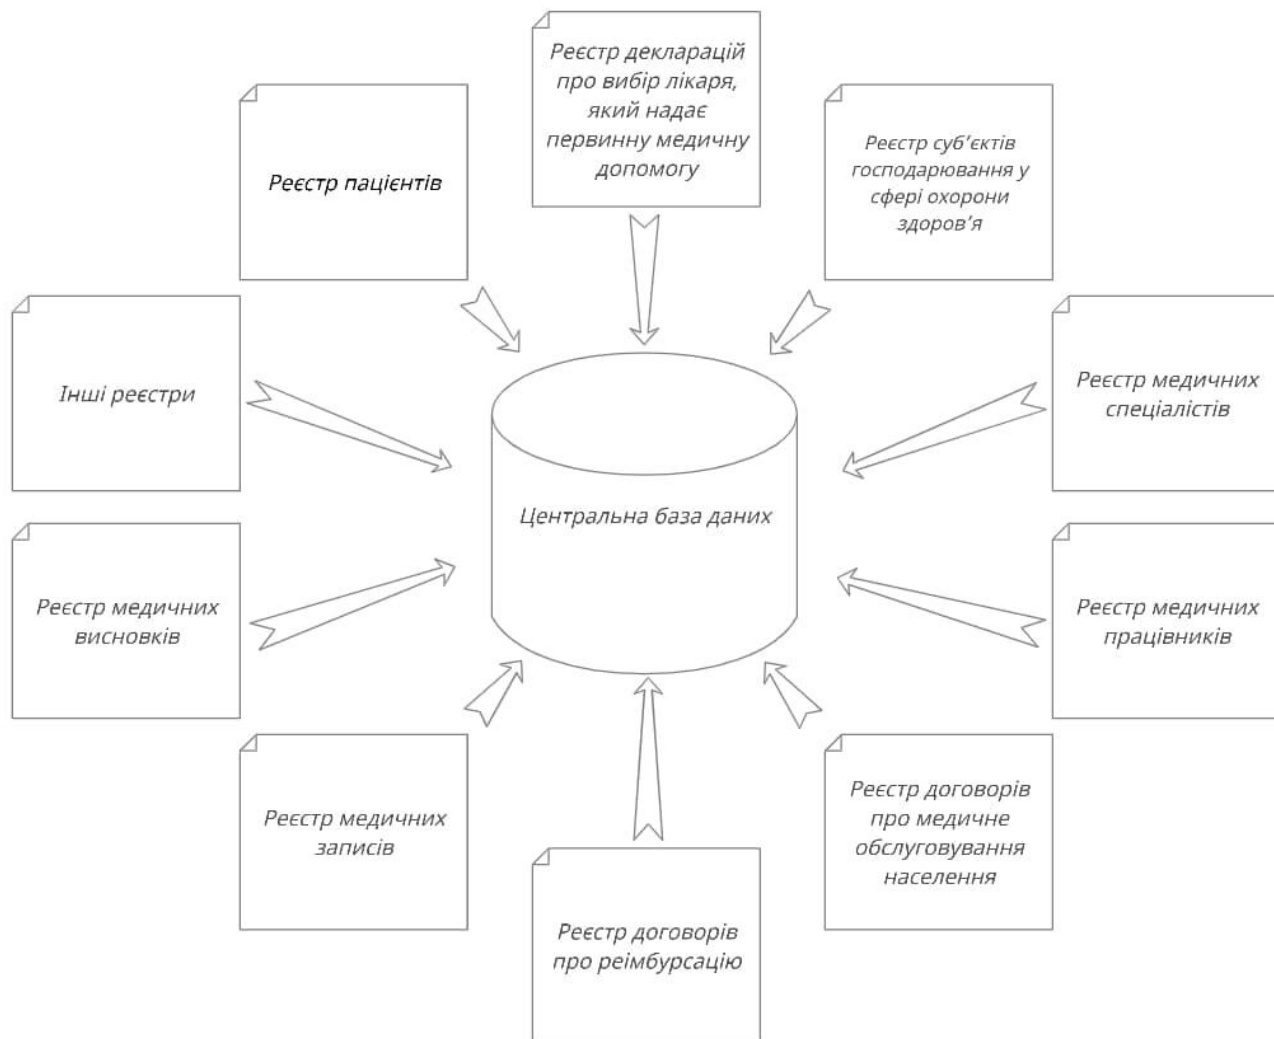 Реєстр декларацій
про вибір лікаря,
який надає
первинну медичну
допомогу
Реєстр пацієнтів
Реєстр суб’єктів
господарювання у
сфері охорони
здоров’я
Інші реєстри
Реєстр медичних
спеціалістів
Центральна база даних
Реєстр медичних
висновків
Реєстр медичних
працівників
Реєстр медичних
записів
Реєстр договорів
про медичне
обслуговування
населення
Реєстр договорів
про реімбурсацію